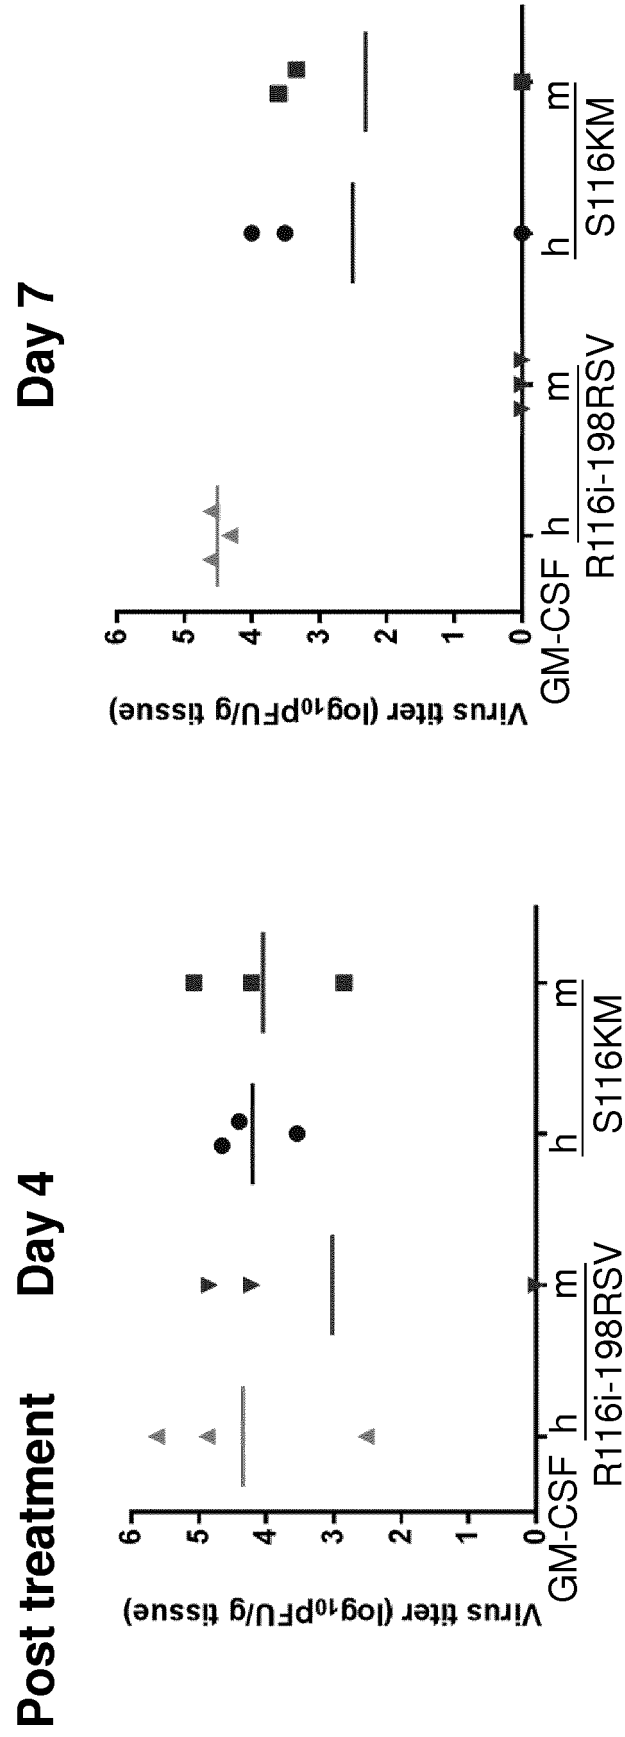 Post treatment
Day 4
Virus titer (log₁₀PFU/g tissue)
6
5
4
3
2
1
0
GM-CSF h m h m
R116i-198RSV S116KM
Day 7
Virus titer (log₁₀PFU/g tissue)
6
5
4
3
2
1
0
GM-CSF h m h m
R116i-198RSV S116KM